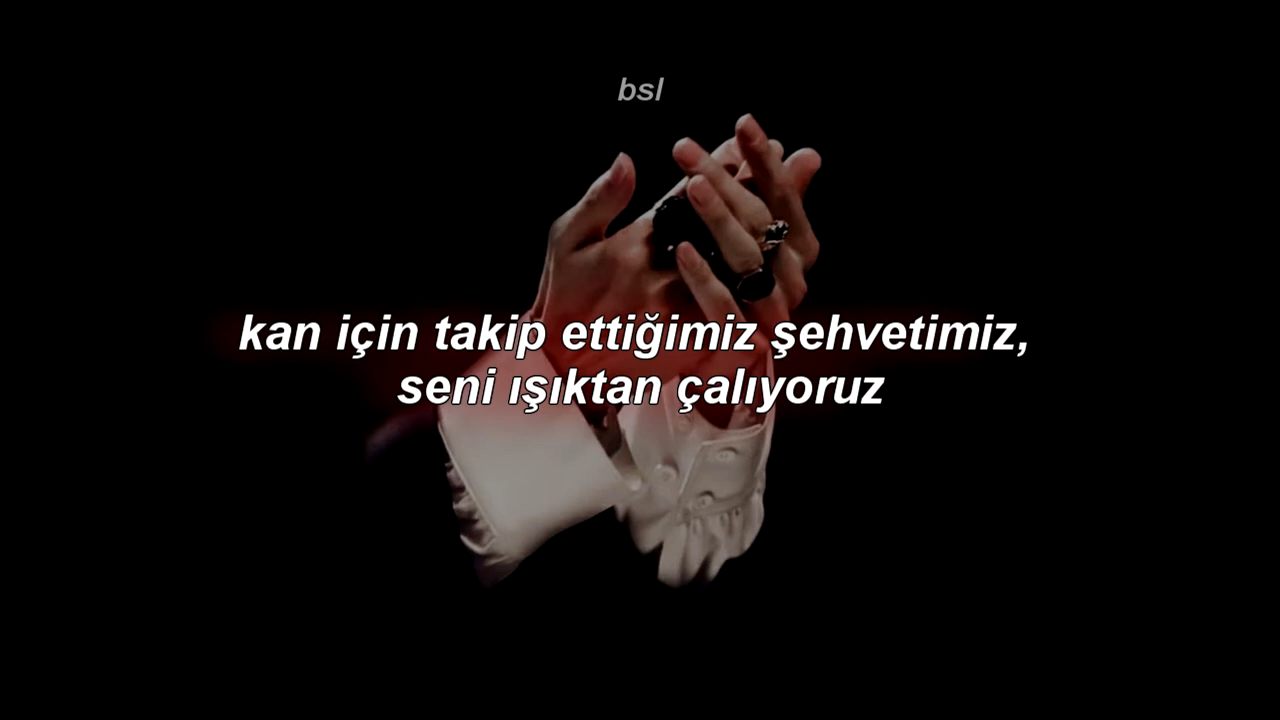 bsl
kan için takip ettiğimiz şehvetimiz,
seni ışıktan çalıyoruz